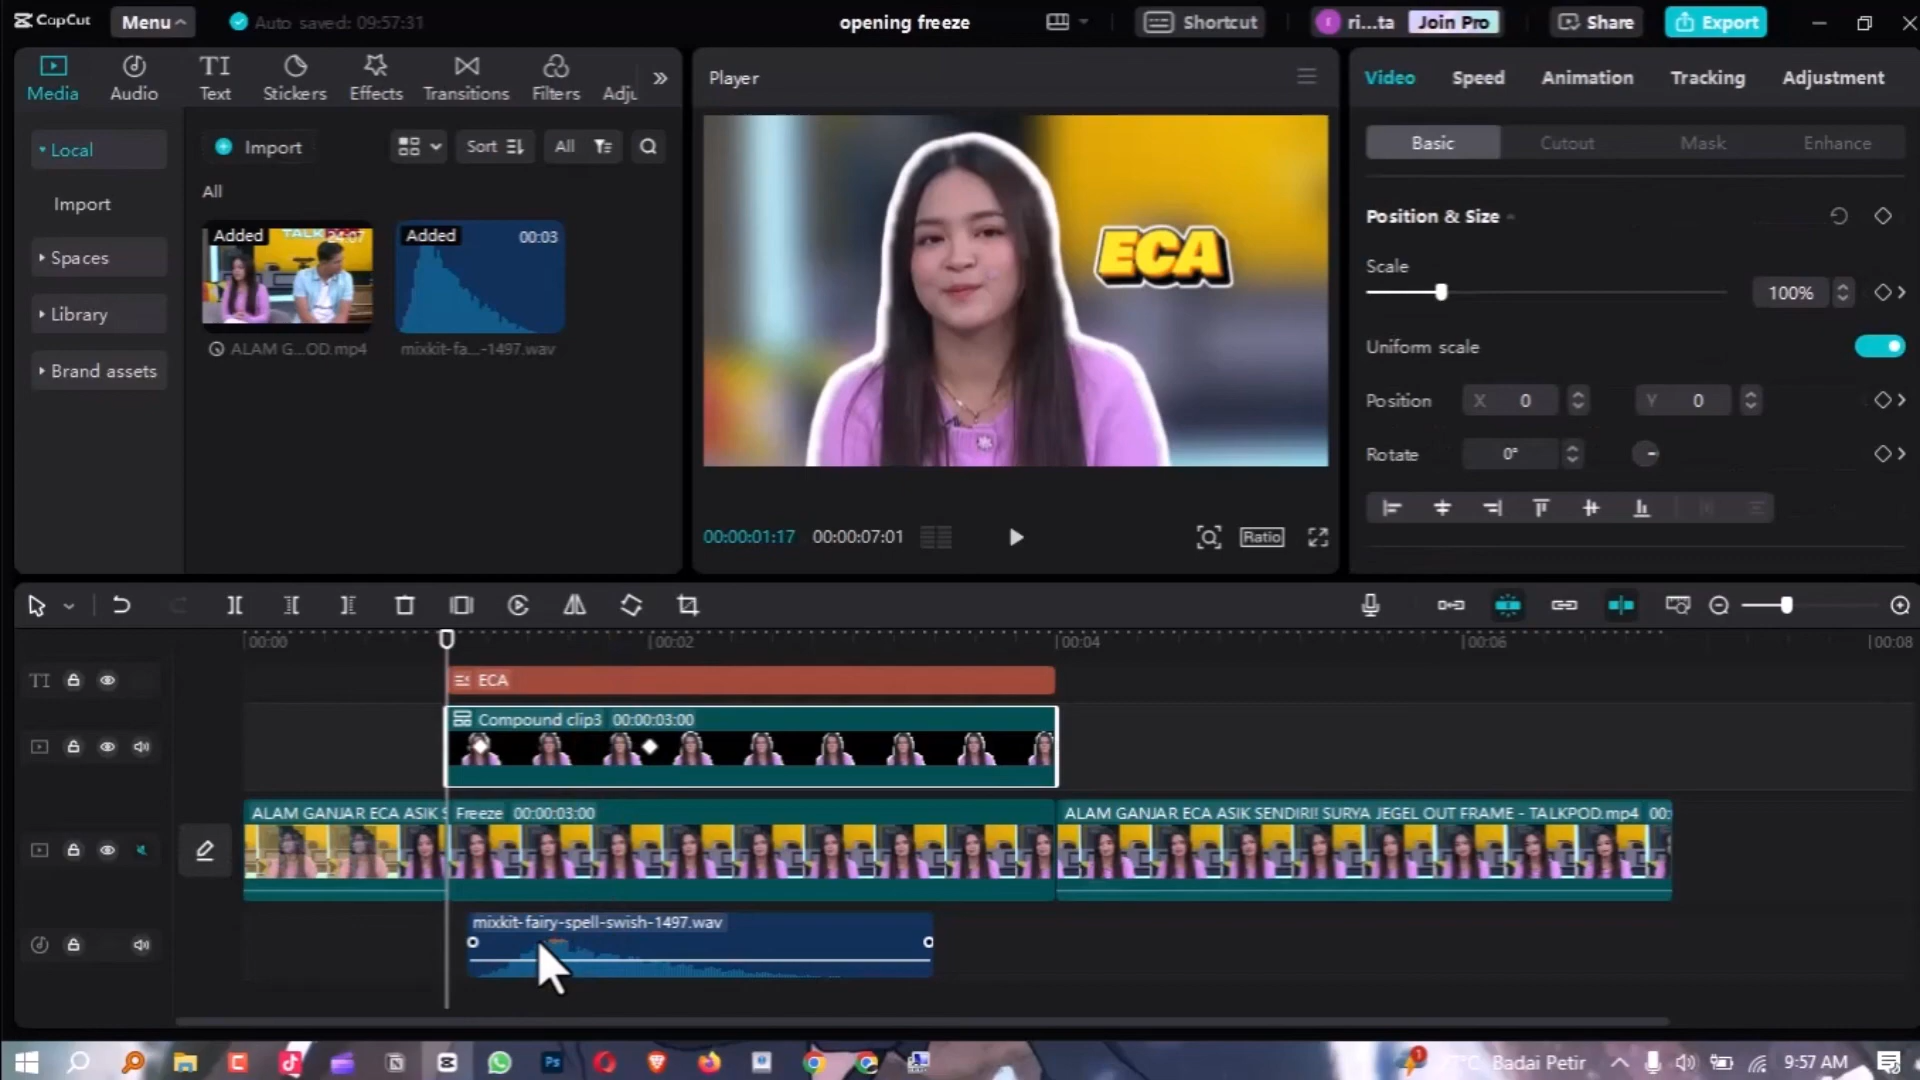 CapCut
Menu
Auto saved: 09:57:31
opening freeze
Shortcut
ri...ta
Join Pro
Share
Export
Media
Audio
TI
Text
Stickers
Effects
Transitions
Filters
Adju
Local
Import
Spaces
Library
Brand assets
Import
Sort
All
All
Added
24:07
ALAM G...OD.mp4
Added
00:03
mixkit-fa...-1497.wav
Player
ECA
00:00:01:17
00:00:07:01
Ratio
Video
Speed
Animation
Tracking
Adjustment
Basic
Cutout
Mask
Enhance
Position & Size
Scale
100%
Uniform scale
Position
X 0
Y 0
Rotate
0°
00:00
00:02
00:04
00:06
00:08
TI
ECA
Compound clip3 00:00:03:00
ALAM GANJAR ECA ASIK S
Freeze 00:00:03:00
ALAM GANJAR ECA ASIK SENDIRI! SURYA JEGEL OUT FRAME - TALKPOD.mp4 00:
mixkit-fairy-spell-swish-1497.wav
Badai Petir
9:57 AM